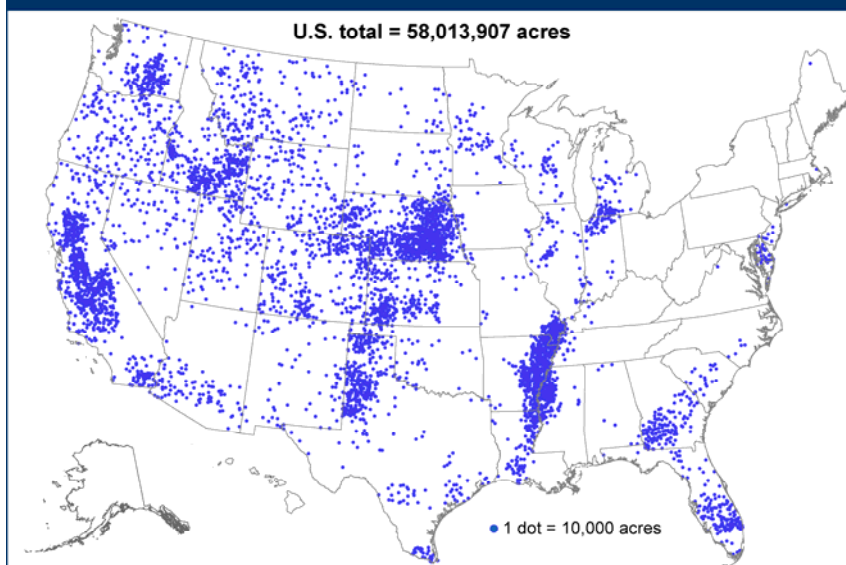 U.S. total = 58,013,907 acres
1 dot = 10,000 acres